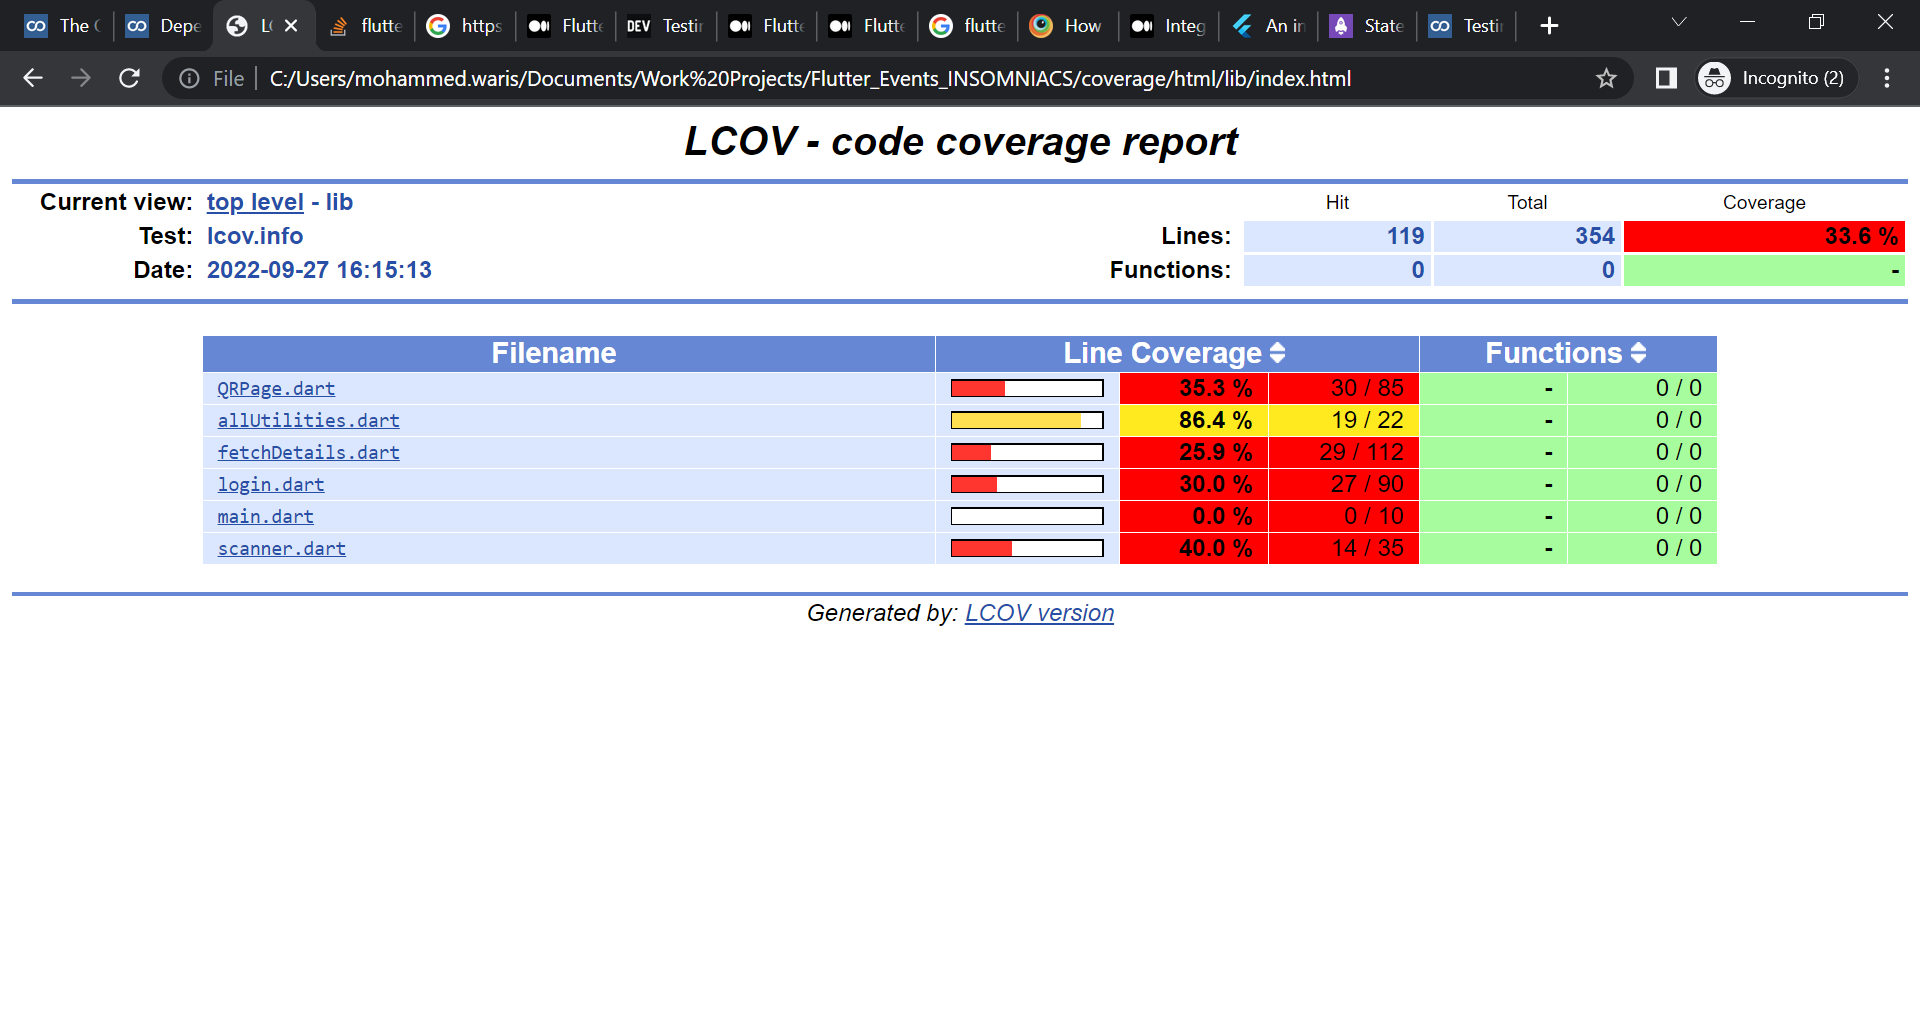 The
Depe
L
flutte
https
Flutte
DEV Testin
Flutte
Flutte
flutte
How
Integ
An in
State
Testin
File C:/Users/mohammed.waris/Documents/Work%20Projects/Flutter_Events_INSOMNIACS/coverage/html/lib/index.html Incognito (2)
LCOV - code coverage report
Current view: top level - lib Hit Total Coverage
Test: lcov.info Lines: 119 354 33.6 %
Date: 2022-09-27 16:15:13 Functions: 0 0 -
Filename Line Coverage Functions
QRPage.dart 35.3 % 30 / 85 - 0 / 0
allUtilities.dart 86.4 % 19 / 22 - 0 / 0
fetchDetails.dart 25.9 % 29 / 112 - 0 / 0
login.dart 30.0 % 27 / 90 - 0 / 0
main.dart 0.0 % 0 / 10 - 0 / 0
scanner.dart 40.0 % 14 / 35 - 0 / 0
Generated by: LCOV version